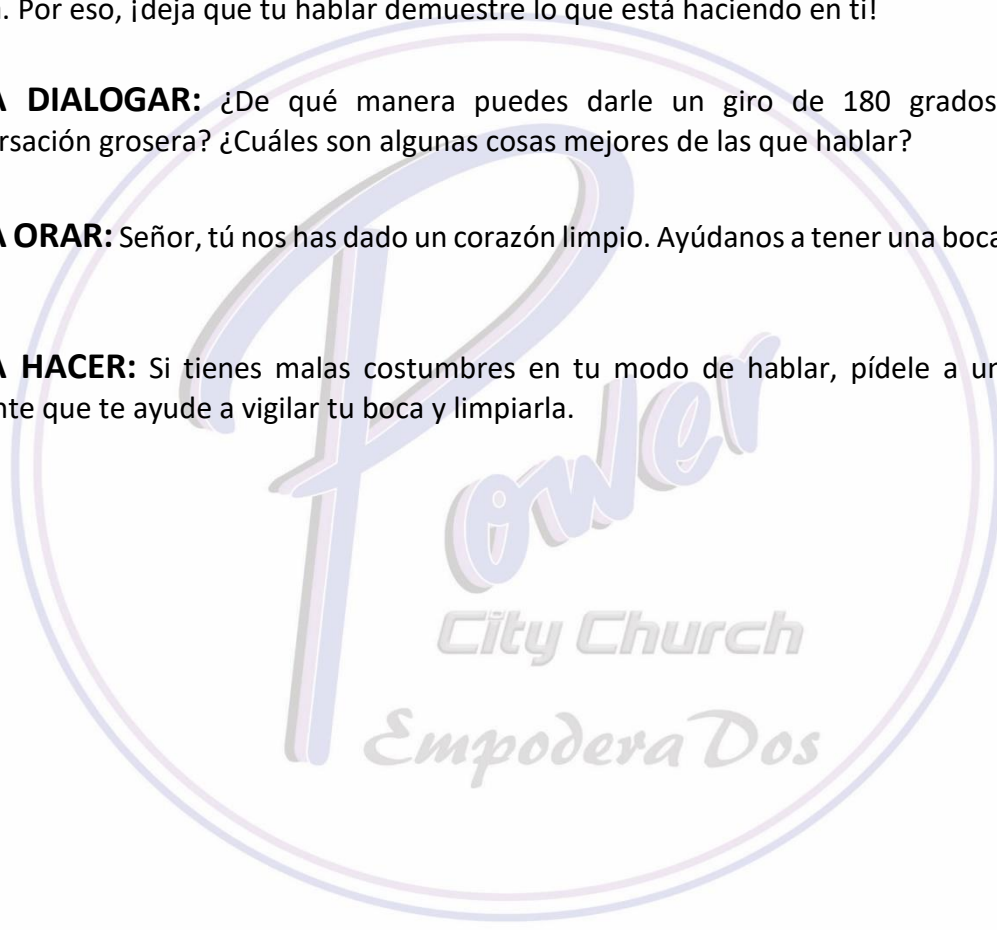 . Por eso, ¡deja que tu hablar demuestre lo que está haciendo en ti!
A DIALOGAR: ¿De qué manera puedes darle un giro de 180 grados
rsación grosera? ¿Cuáles son algunas cosas mejores de las que hablar?
A ORAR: Señor, tú nos has dado un corazón limpio. Ayúdanos a tener una boca
A HACER: Si tienes malas costumbres en tu modo de hablar, pídele a un
nte que te ayude a vigilar tu boca y limpiarla.
Power
City Church
EmpoderaDos